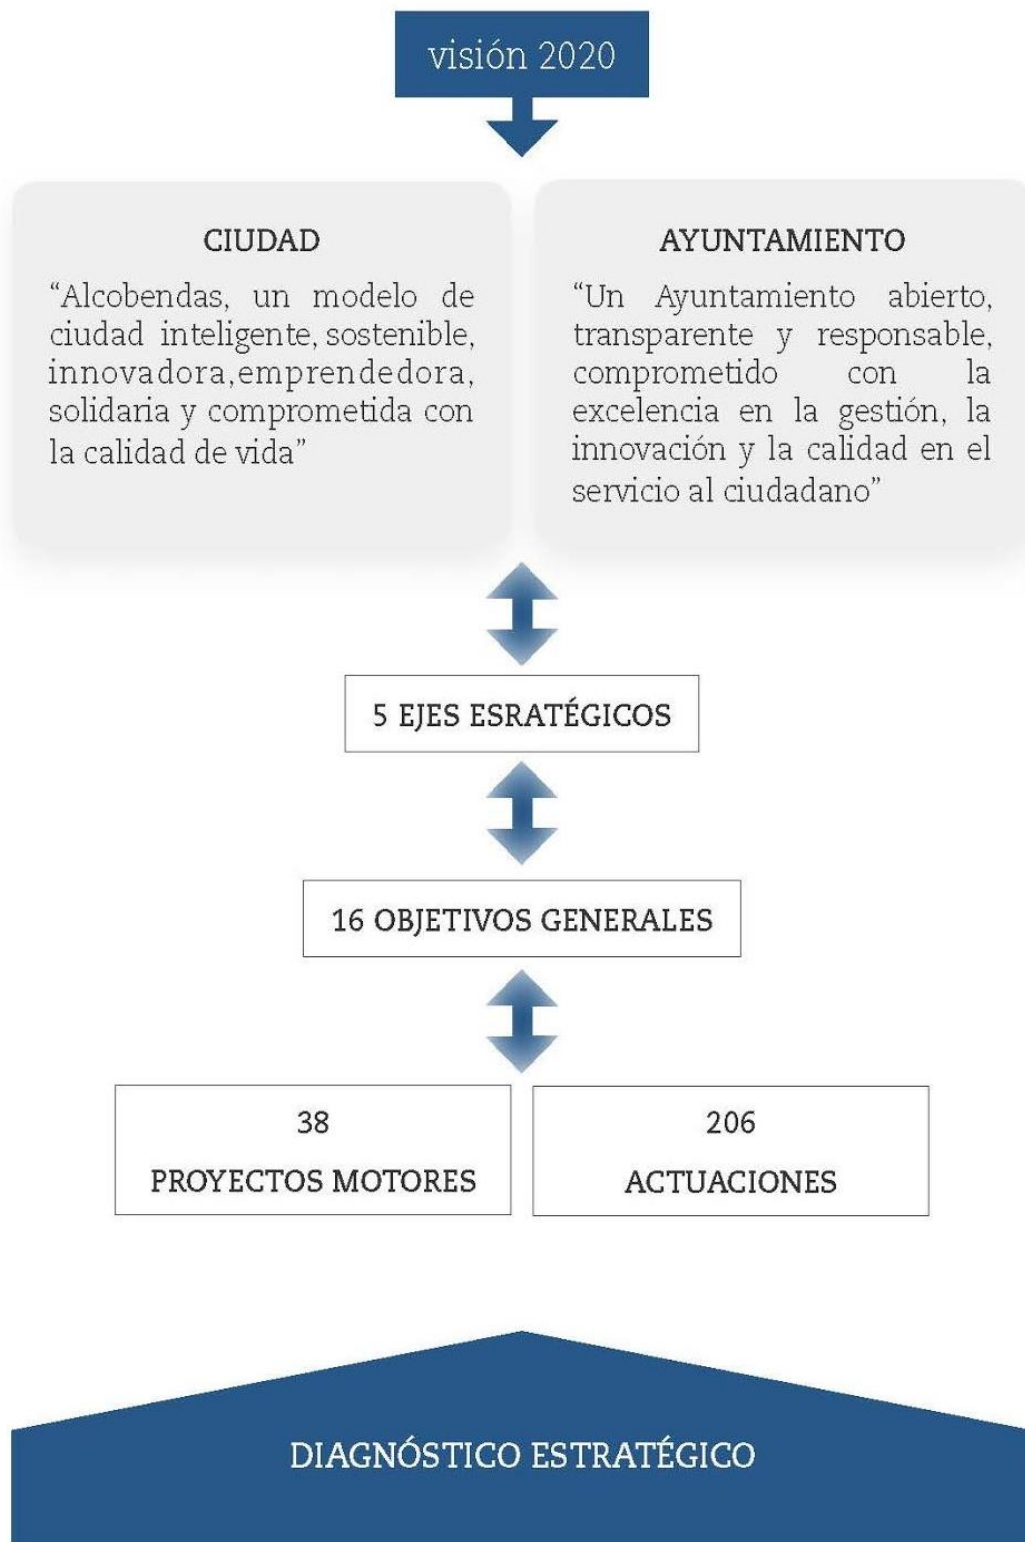 visión 2020
CIUDAD
“Alcobendas, un modelo de
ciudad inteligente, sostenible,
innovadora, emprendedora,
solidaria y comprometida con
la calidad de vida”
AYUNTAMIENTO
“Un Ayuntamiento abierto,
transparente y responsable,
comprometido con la
excelencia en la gestión, la
innovación y la calidad en el
servicio al ciudadano”
5 EJES ESRATÉGICOS
16 OBJETIVOS GENERALES
38
PROYECTOS MOTORES
206
ACTUACIONES
DIAGNÓSTICO ESTRATÉGICO